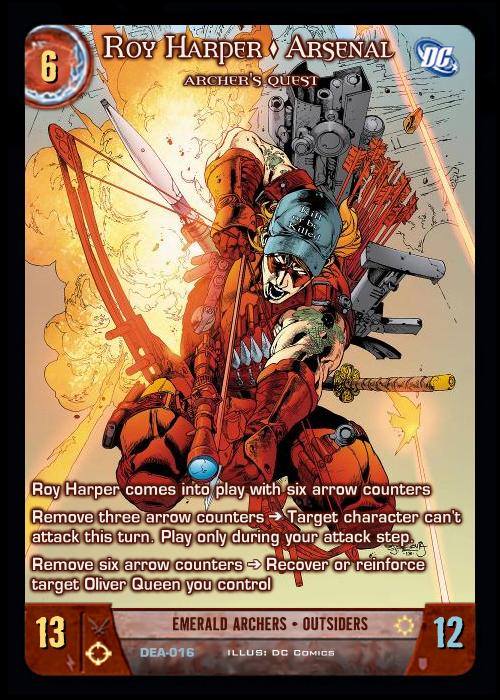 6
Roy Harper ♦ Arsenal
DC
Archer's Quest
Roy Harper comes into play with six arrow counters
Remove three arrow counters → Target character can't
attack this turn. Play only during your attack step.
Remove six arrow counters → Recover or reinforce
target Oliver Queen you control
13
EMERALD ARCHERS • OUTSIDERS
12
DEA-016
ILLUS: DC Comics